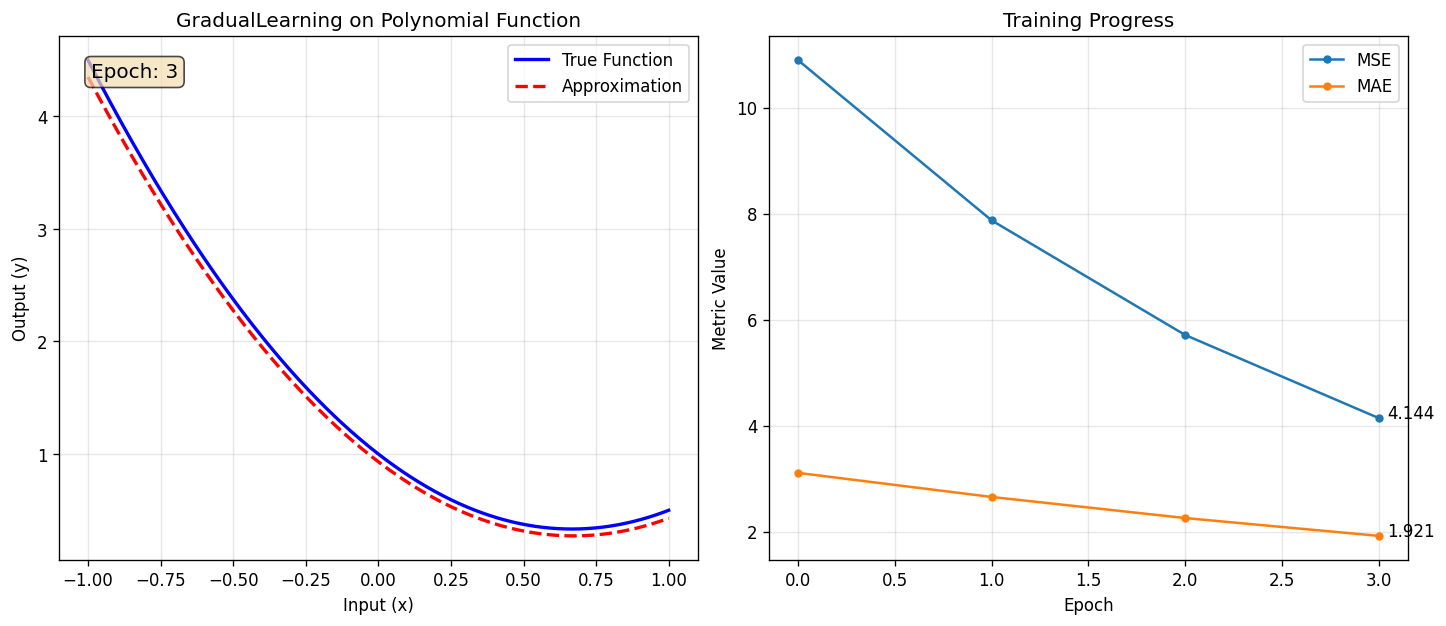 GradualLearning on Polynomial Function
Epoch: 3
True Function
Approximation
Output (y)
4
3
2
1
−1.00 −0.75 −0.50 −0.25 0.00 0.25 0.50 0.75 1.00
Input (x)
Training Progress
MSE
MAE
Metric Value
10
8
6
4
2
4.144
1.921
0.0 0.5 1.0 1.5 2.0 2.5 3.0
Epoch